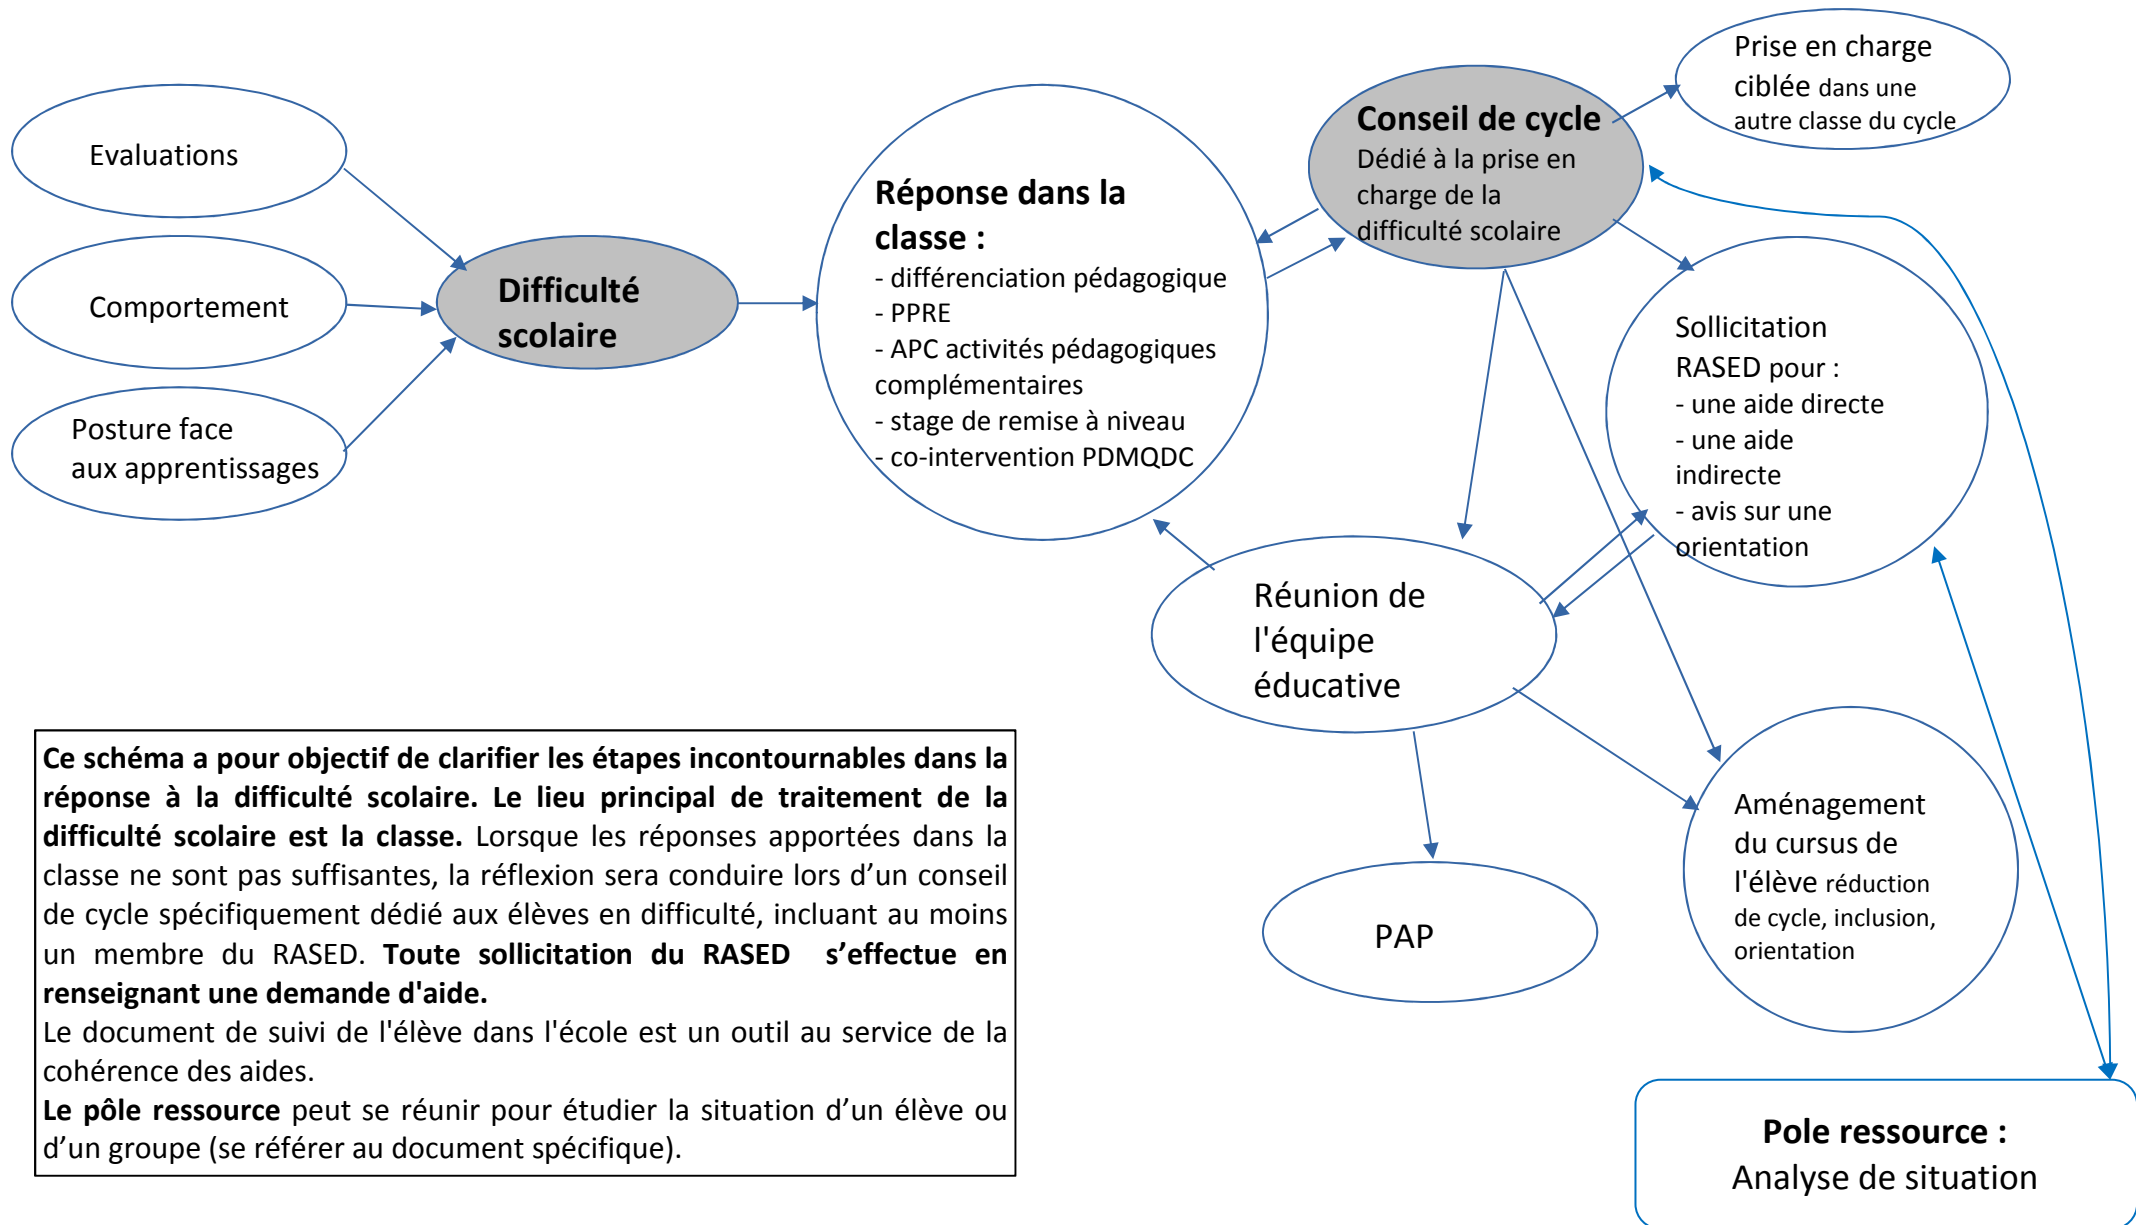 Evaluations
Comportement
Posture face
aux apprentissages
Difficulté
scolaire
Réponse dans la
classe :
- différenciation pédagogique
- PPRE
- APC activités pédagogiques
complémentaires
- stage de remise à niveau
- co-intervention PDMQDC
Conseil de cycle
Dédié à la prise en
charge de la
difficulté scolaire
Prise en charge
ciblée dans une
autre classe du cycle
Sollicitation
RASED pour :
- une aide directe
- une aide
indirecte
- avis sur une
orientation
Réunion de
l'équipe
éducative
PAP
Aménagement
du cursus de
l'élève réduction
de cycle, inclusion,
orientation
Pole ressource :
Analyse de situation
Ce schéma a pour objectif de clarifier les étapes incontournables dans la
réponse à la difficulté scolaire. Le lieu principal de traitement de la
difficulté scolaire est la classe. Lorsque les réponses apportées dans la
classe ne sont pas suffisantes, la réflexion sera conduire lors d’un conseil
de cycle spécifiquement dédié aux élèves en difficulté, incluant au moins
un membre du RASED. Toute sollicitation du RASED s’effectue en
renseignant une demande d'aide.
Le document de suivi de l'élève dans l'école est un outil au service de la
cohérence des aides.
Le pôle ressource peut se réunir pour étudier la situation d’un élève ou
d’un groupe (se référer au document spécifique).